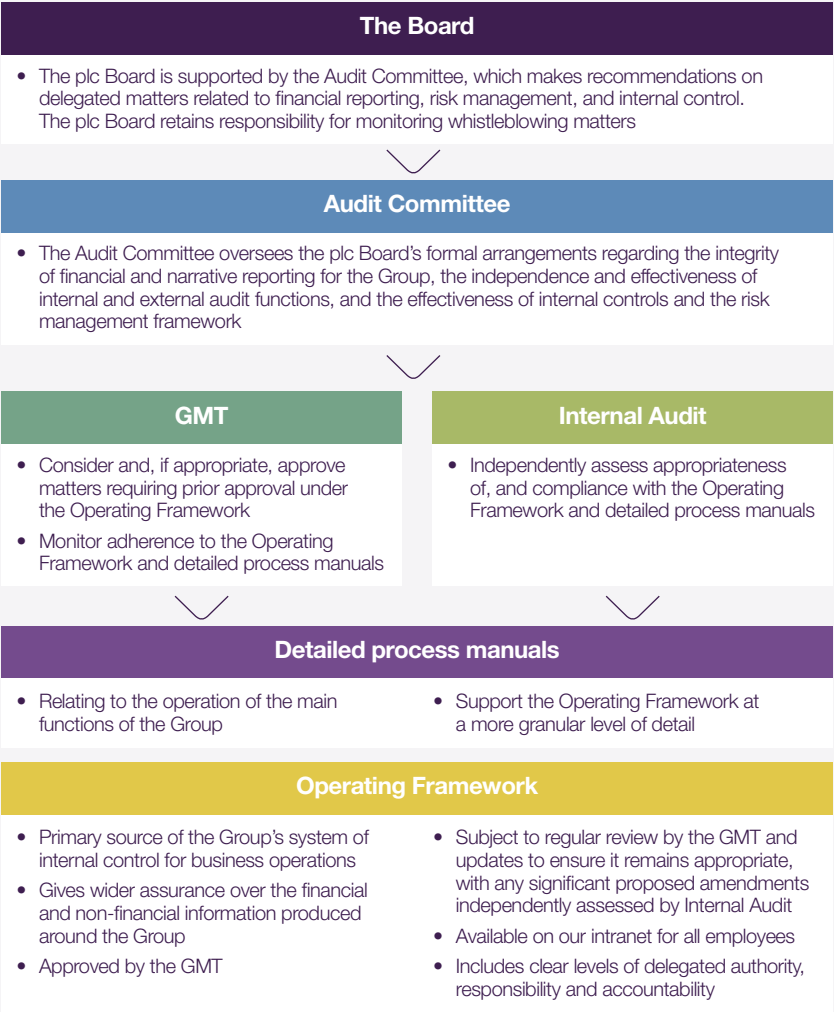 The Board
• The plc Board is supported by the Audit Committee, which makes recommendations on
delegated matters related to financial reporting, risk management, and internal control.
The plc Board retains responsibility for monitoring whistleblowing matters
Audit Committee
• The Audit Committee oversees the plc Board's formal arrangements regarding the integrity
of financial and narrative reporting for the Group, the independence and effectiveness of
internal and external audit functions, and the effectiveness of internal controls and the risk
management framework
GMT
• Consider and, if appropriate, approve
matters requiring prior approval under
the Operating Framework
• Monitor adherence to the Operating
Framework and detailed process manuals
Internal Audit
• Independently assess appropriateness
of, and compliance with the Operating
Framework and detailed process manuals
Detailed process manuals
• Relating to the operation of the main
functions of the Group
• Support the Operating Framework at
a more granular level of detail
Operating Framework
• Primary source of the Group's system of
internal control for business operations
• Gives wider assurance over the financial
and non-financial information produced
around the Group
• Approved by the GMT
• Subject to regular review by the GMT and
updates to ensure it remains appropriate,
with any significant proposed amendments
independently assessed by Internal Audit
• Available on our intranet for all employees
• Includes clear levels of delegated authority,
responsibility and accountability